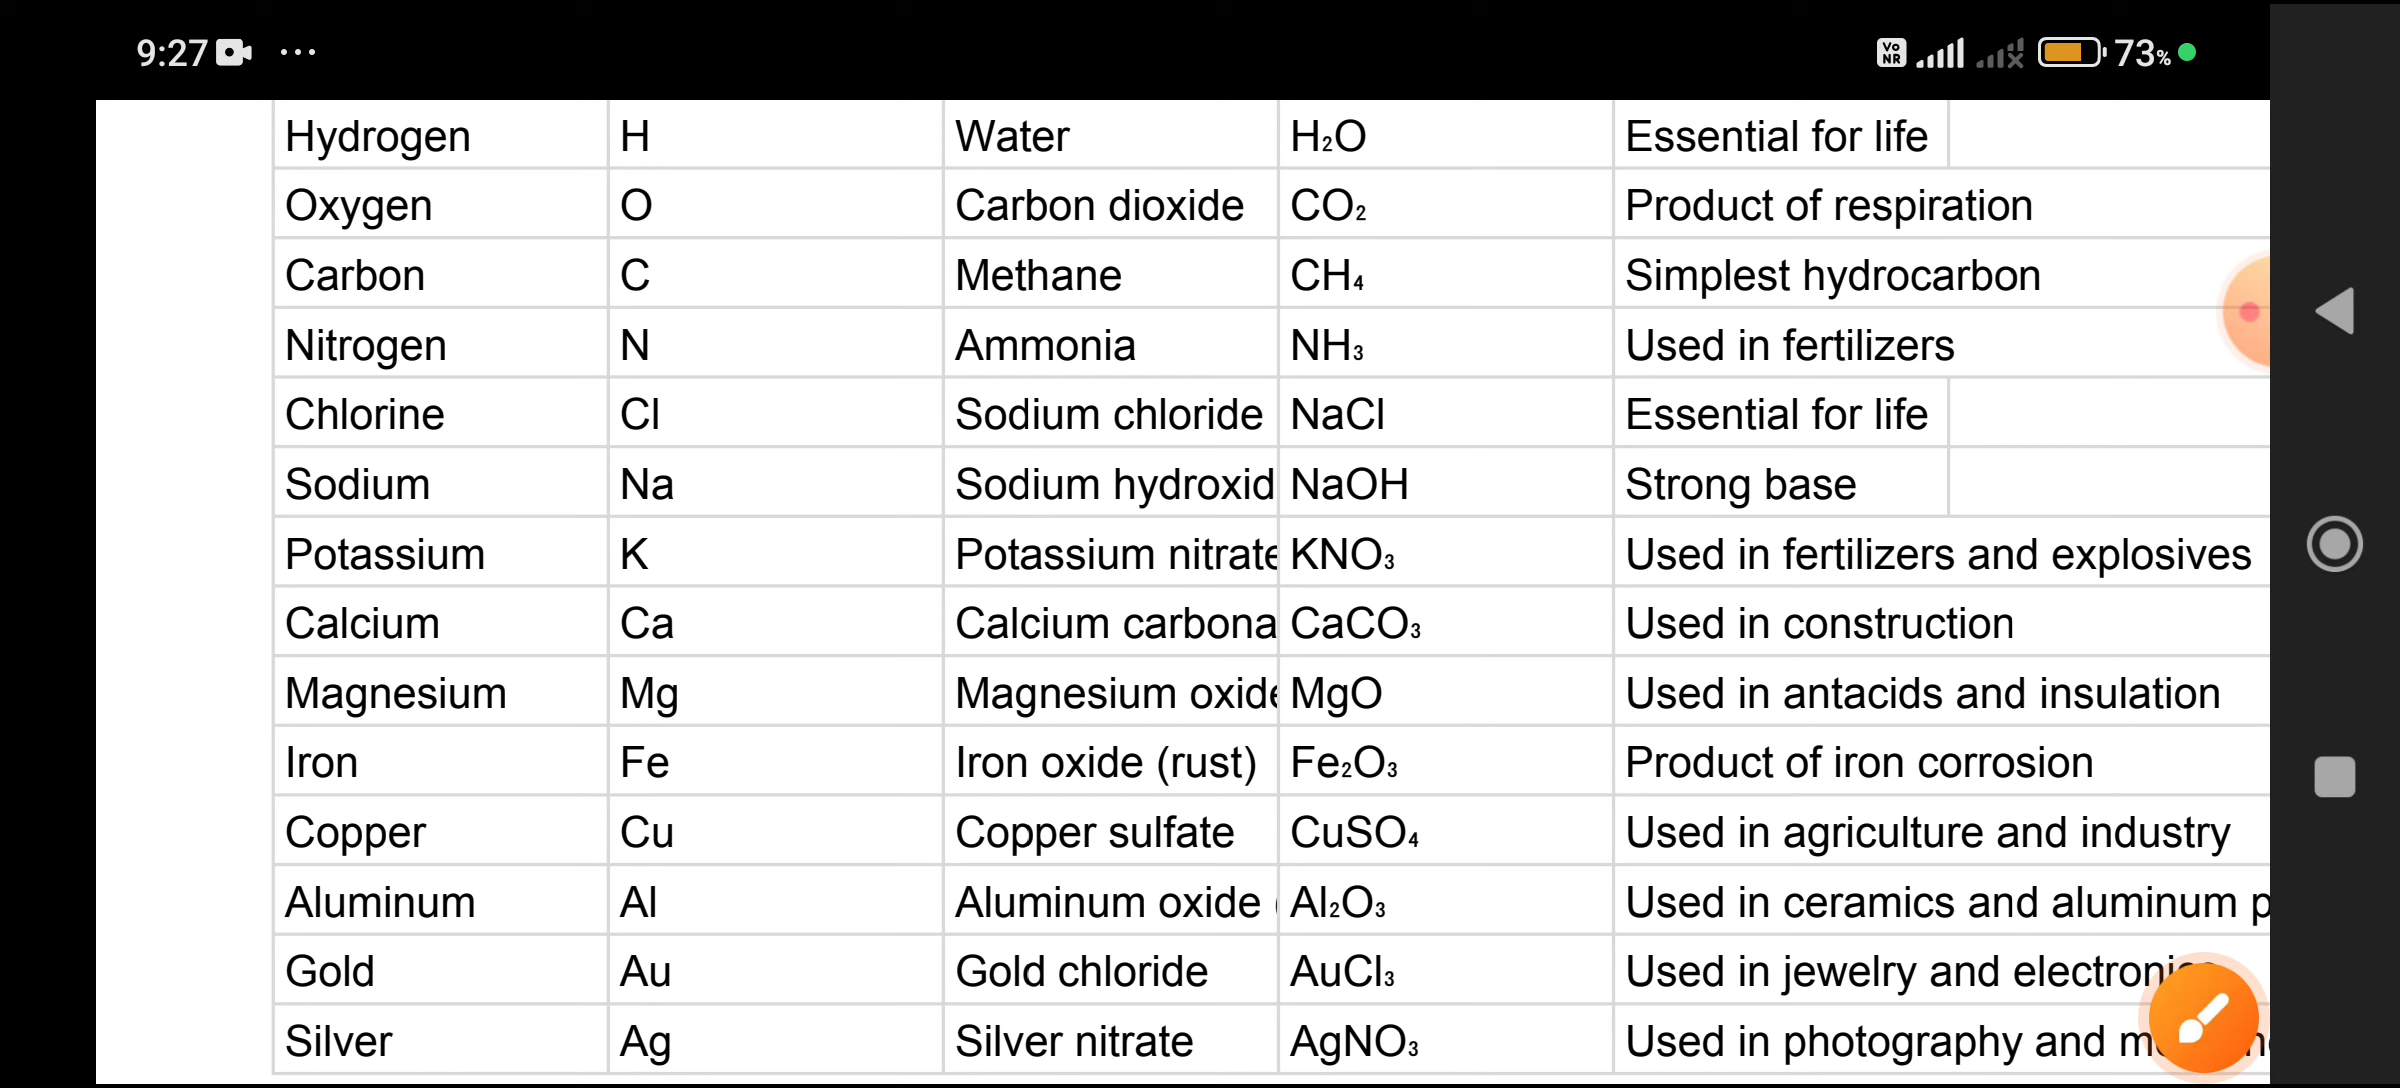 9:27 ... Vo NR 73%
Hydrogen H Water H₂O Essential for life
Oxygen O Carbon dioxide CO₂ Product of respiration
Carbon C Methane CH₄ Simplest hydrocarbon
Nitrogen N Ammonia NH₃ Used in fertilizers
Chlorine Cl Sodium chloride NaCl Essential for life
Sodium Na Sodium hydroxid NaOH Strong base
Potassium K Potassium nitrate KNO₃ Used in fertilizers and explosives
Calcium Ca Calcium carbona CaCO₃ Used in construction
Magnesium Mg Magnesium oxide MgO Used in antacids and insulation
Iron Fe Iron oxide (rust) Fe₂O₃ Product of iron corrosion
Copper Cu Copper sulfate CuSO₄ Used in agriculture and industry
Aluminum Al Aluminum oxide Al₂O₃ Used in ceramics and aluminum p
Gold Au Gold chloride AuCl₃ Used in jewelry and
Silver Ag Silver nitrate AgNO₃ Used in photography and